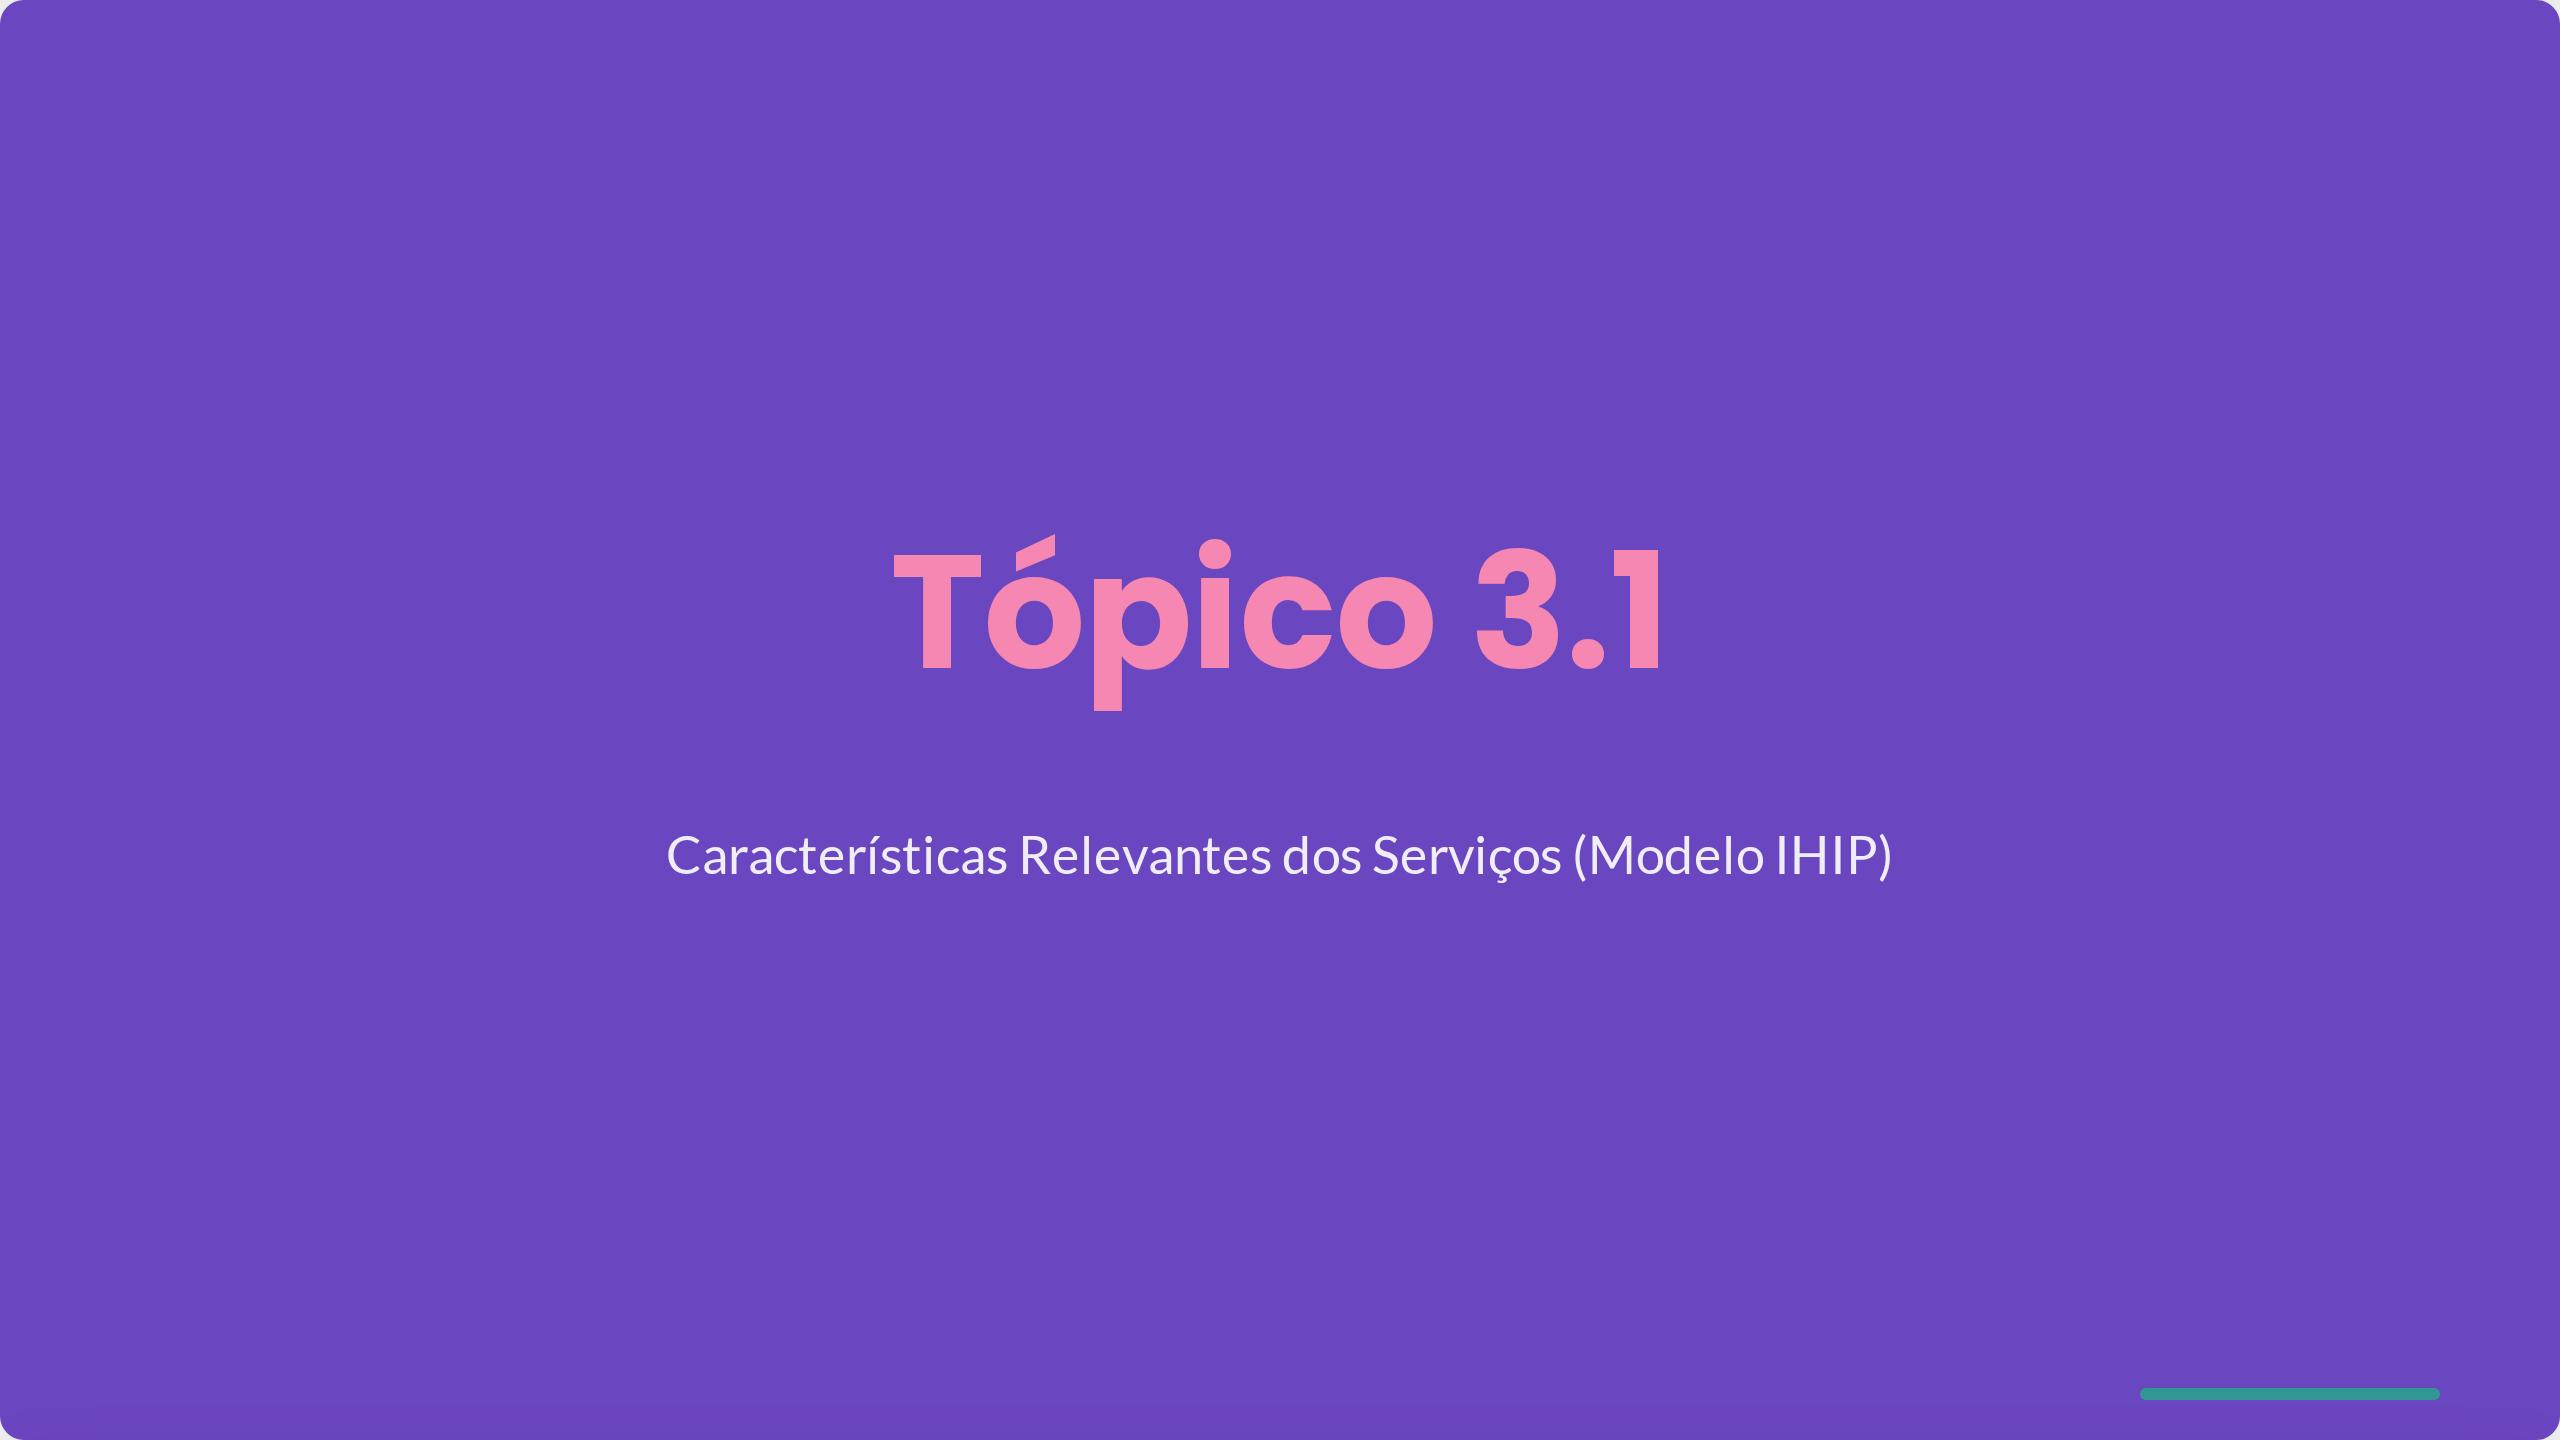 Tópico 3.1
Características Relevantes dos Serviços (Modelo IHIP)